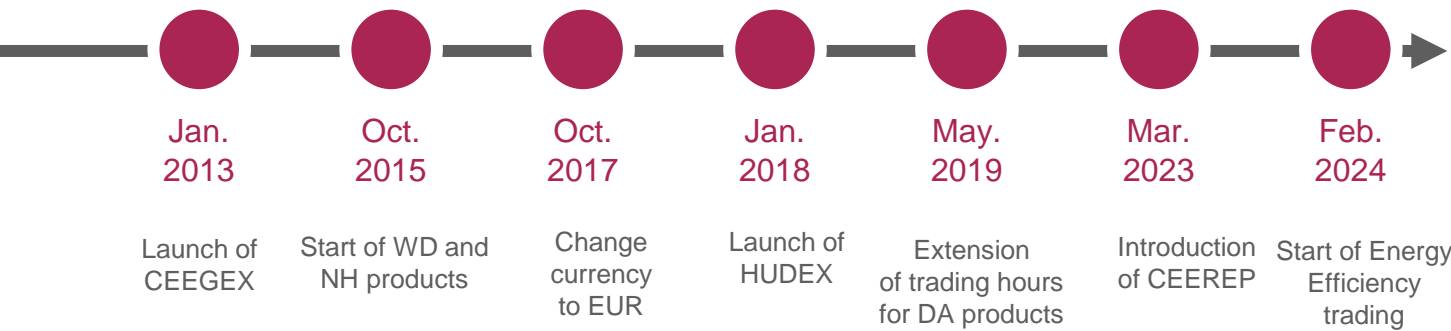 Jan.
2013
Launch of
CEEGEX
Oct.
2015
Start of WD and
NH products
Oct.
2017
Change
currency
to EUR
Jan.
2018
Launch of
HUDEX
May.
2019
Extension
of trading hours
for DA products
Mar.
2023
Introduction
of CEEREP
Feb.
2024
Start of Energy
Efficiency
trading